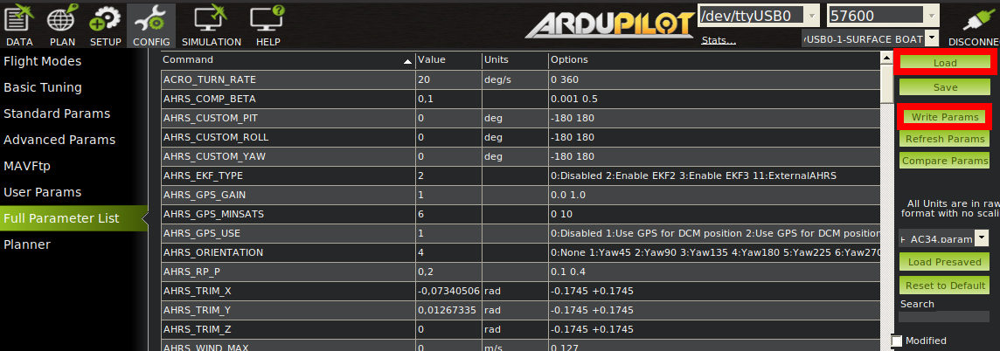 /dev/ttyUSB0 57600
ARDUPILOT
DATA PLAN SETUP CONFIG SIMULATION HELP Stats... /USB0-1-SURFACE BOAT DISCONNE
Flight Modes
Basic Tuning
Standard Params
Advanced Params
MAVFtp
User Params
Full Parameter List
Planner
Command Value Units Options
ACRO_TURN_RATE 20 deg/s 0 360
AHRS_COMP_BETA 0,1 0.001 0.5
AHRS_CUSTOM_PIT 0 deg -180 180
AHRS_CUSTOM_ROLL 0 deg -180 180
AHRS_CUSTOM_YAW 0 deg -180 180
AHRS_EKF_TYPE 2 0:Disabled 2:Enable EKF2 3:Enable EKF3 11:ExternalAHRS
AHRS_GPS_GAIN 1 0.0 1.0
AHRS_GPS_MINSATS 6 0 10
AHRS_GPS_USE 1 0:Disabled 1:Use GPS for DCM position 2:Use GPS for DCM position
AHRS_ORIENTATION 4 0:None 1:Yaw45 2:Yaw90 3:Yaw135 4:Yaw180 5:Yaw225 6:Yaw270
AHRS_RP_P 0,2 0.1 0.4
AHRS_TRIM_X -0,07340506 rad -0.1745 +0.1745
AHRS_TRIM_Y 0,01267335 rad -0.1745 +0.1745
AHRS_TRIM_Z 0 rad -0.1745 +0.1745
AHRS_WIND_MAX 0 m/s 0 127
Load
Save
Write Params
Refresh Params
Compare Params
All Units are in raw
format with no scali
AC34.param
Load Presaved
Reset to Default
Search
Modified